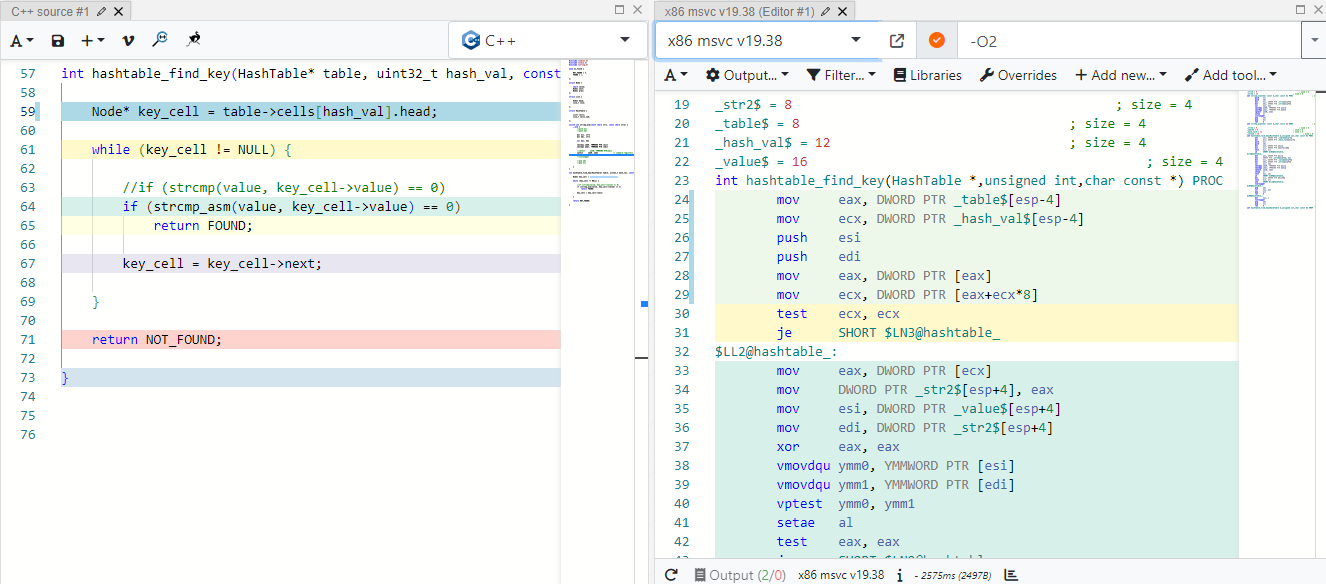 C++ source #1
A
C++
57 int hashtable_find_key(HashTable* table, uint32_t hash_val, const
58
59 Node* key_cell = table->cells[hash_val].head;
60
61 while (key_cell != NULL) {
62
63 //if (strcmp(value, key_cell->value) == 0)
64 if (strcmp_asm(value, key_cell->value) == 0)
65 return FOUND;
66
67 key_cell = key_cell->next;
68
69 }
70
71 return NOT_FOUND;
72
73 }
74
75
76
x86 msvc v19.38 (Editor #1)
x86 msvc v19.38
-O2
A Output... Filter... Libraries Overrides + Add new... Add tool...
19 _str2$ = 8 ; size = 4
20 _table$ = 8 ; size = 4
21 _hash_val$ = 12 ; size = 4
22 _value$ = 16 ; size = 4
23 int hashtable_find_key(HashTable *,unsigned int,char const *) PROC
24 mov eax, DWORD PTR _table$[esp-4]
25 mov ecx, DWORD PTR _hash_val$[esp-4]
26 push esi
27 push edi
28 mov eax, DWORD PTR [eax]
29 mov ecx, DWORD PTR [eax+ecx*8]
30 test ecx, ecx
31 je SHORT $LN3@hashtable_
32 $LL2@hashtable_:
33 mov eax, DWORD PTR [ecx]
34 mov DWORD PTR _str2$[esp+4], eax
35 mov esi, DWORD PTR _value$[esp+4]
36 mov edi, DWORD PTR _str2$[esp+4]
37 xor eax, eax
38 vmovdqu ymm0, YMMWORD PTR [esi]
39 vmovdqu ymm1, YMMWORD PTR [edi]
40 vptest ymm0, ymm1
41 setae al
42 test eax, eax
Output (2/0) x86 msvc v19.38 i - 2575ms (2497B)